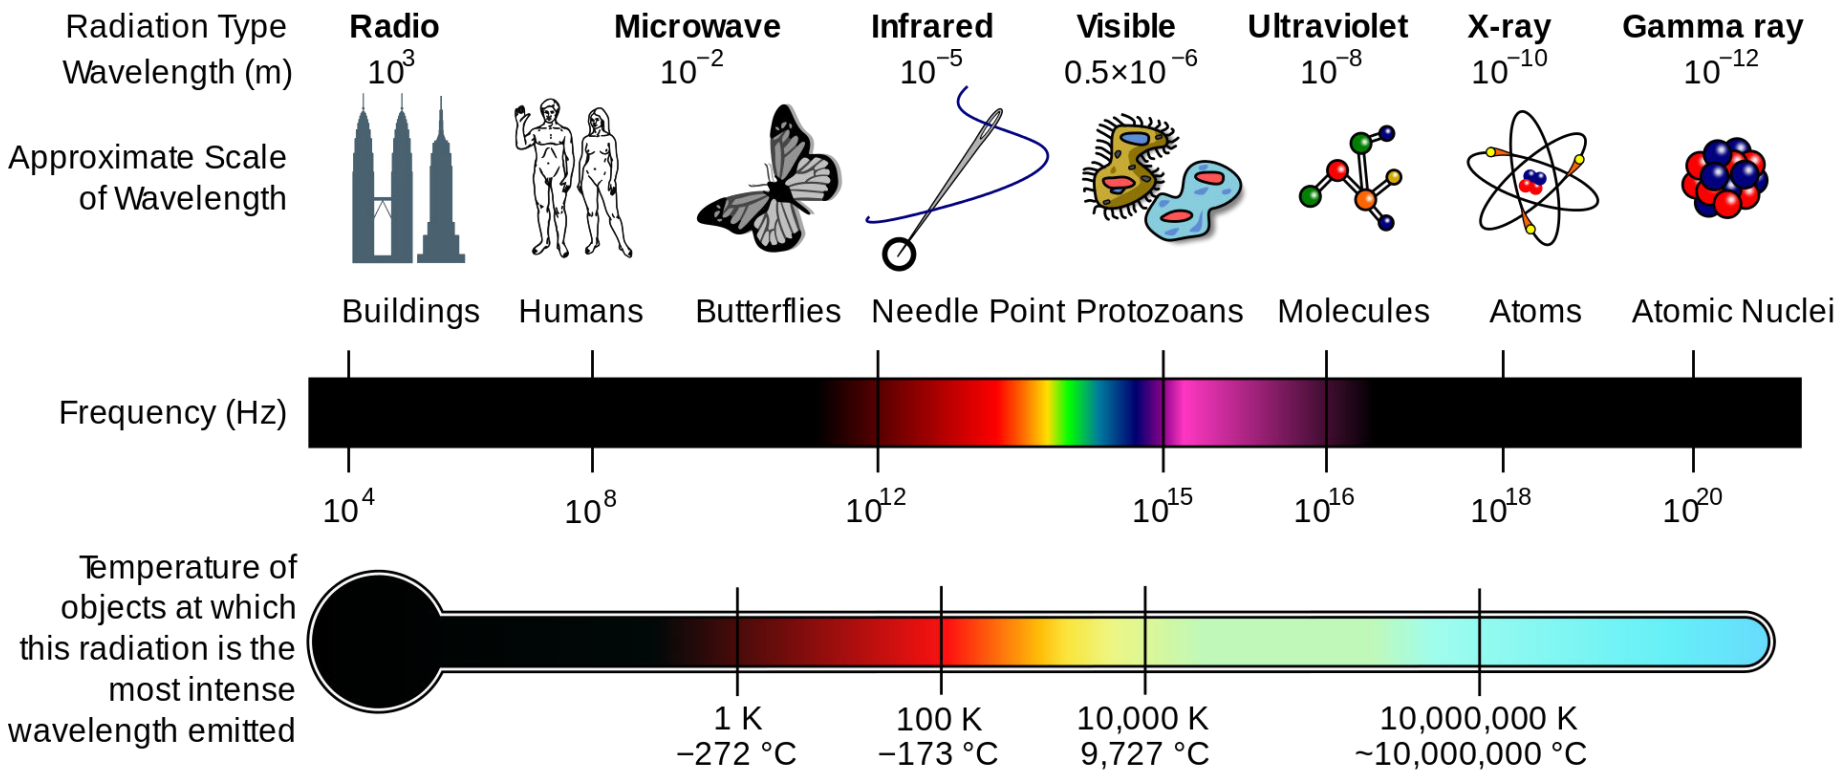 Radiation Type Radio Microwave Infrared Visible Ultraviolet X-ray Gamma ray
Wavelength (m) 10³ 10⁻² 10⁻⁵ 0.5×10⁻⁶ 10⁻⁸ 10⁻¹⁰ 10⁻¹²
Approximate Scale
of Wavelength
Buildings Humans Butterflies Needle Point Protozoans Molecules Atoms Atomic Nuclei
Frequency (Hz)
10⁴ 10⁸ 10¹² 10¹⁵ 10¹⁶ 10¹⁸ 10²⁰
Temperature of
objects at which
this radiation is the
most intense
wavelength emitted
1 K 100 K 10,000 K 10,000,000 K
−272 °C −173 °C 9,727 °C ~10,000,000 °C